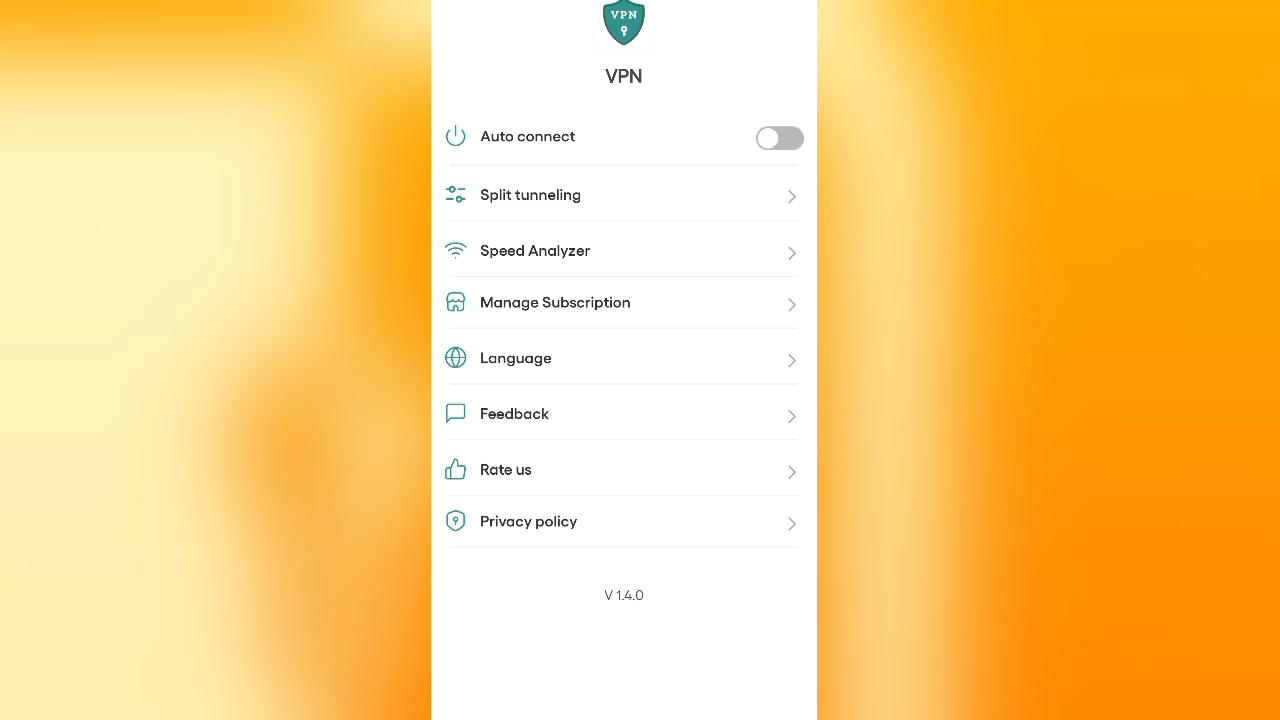 VPN
VPN
Auto connect
Split tunneling
Speed Analyzer
Manage Subscription
Language
Feedback
Rate us
Privacy policy
V 1.4.0